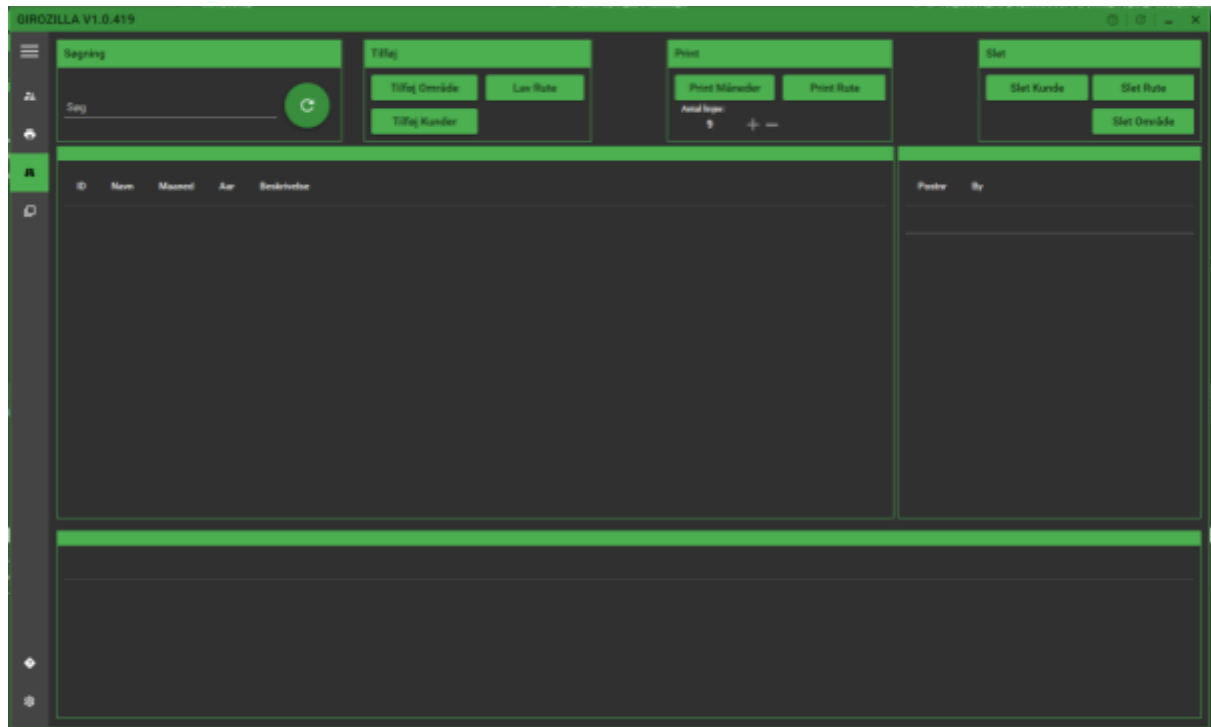 GIROZILLA V1.0.419
Søgning
Søg
Tilføj
Tilføj Område Lav Rute
Tilføj Kunder
Print
Print Måneder Print Rute
Antal linjer:
9
Slet
Slet Kunde Slet Rute
Slet Område
ID Navn Maaned Aar Beskrivelse
Postnr By